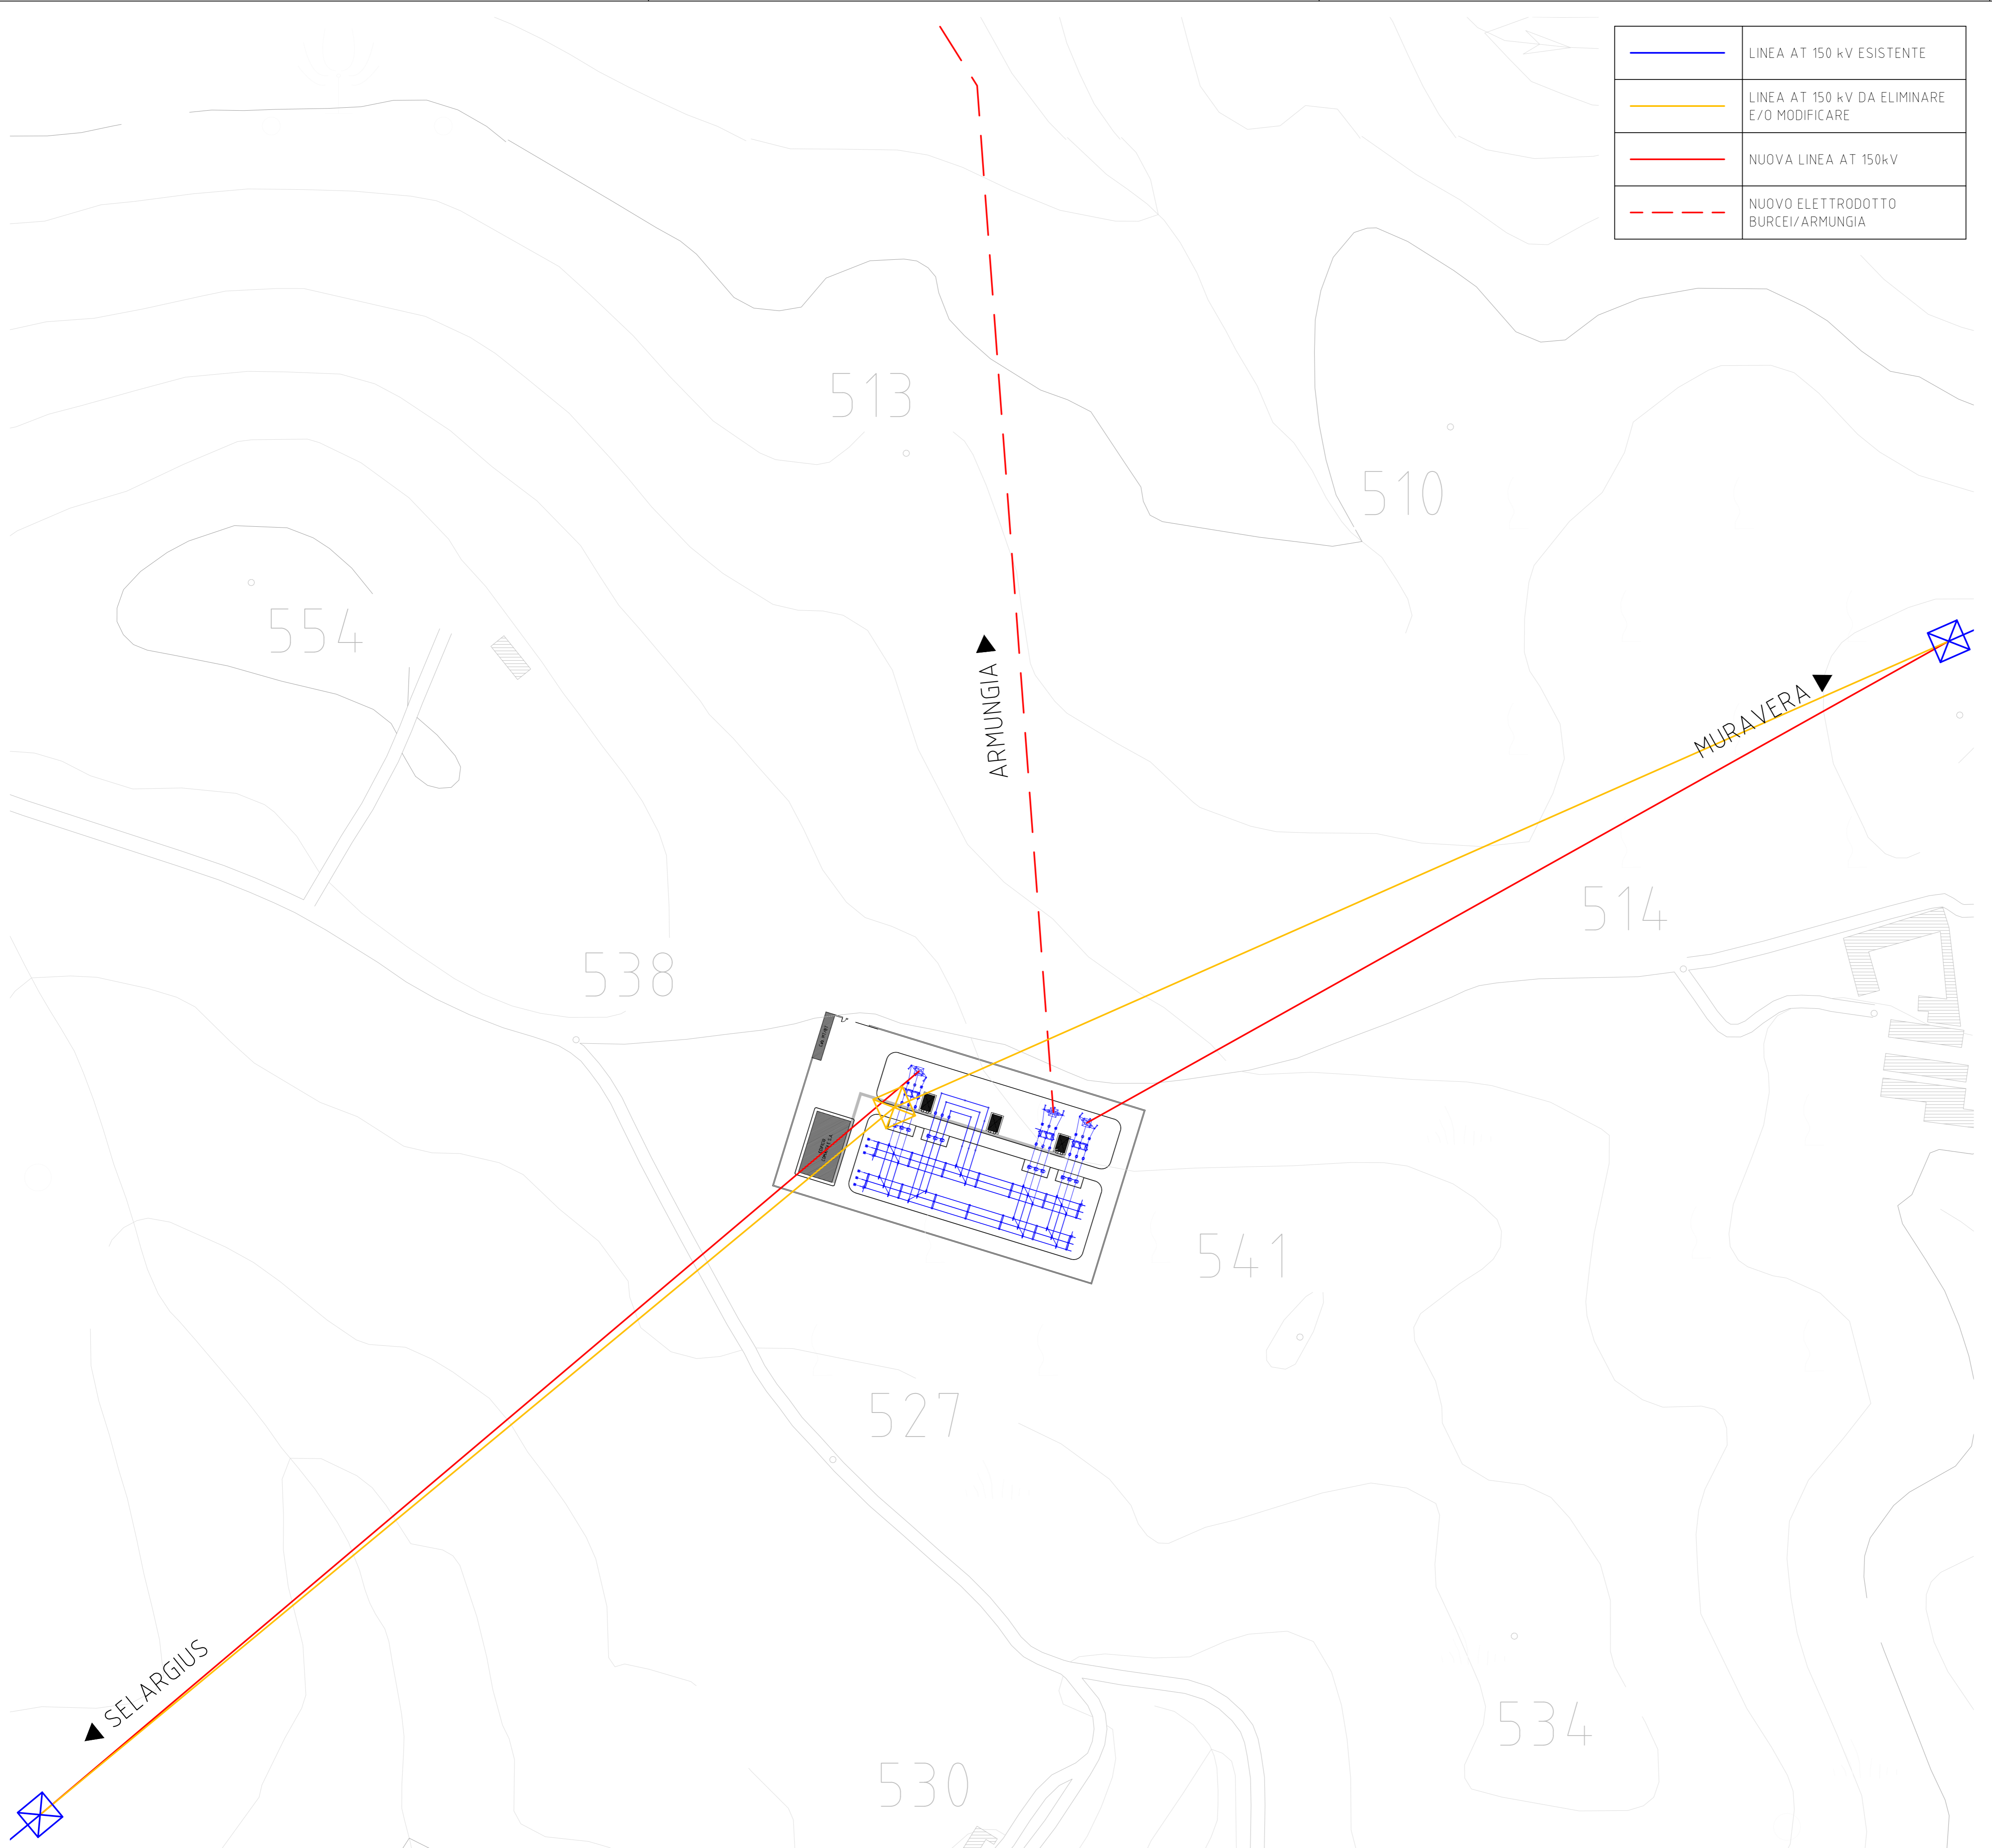 LINEA AT 150 kV ESISTENTE
LINEA AT 150 kV DA ELIMINARE
E/O MODIFICARE
NUOVA LINEA AT 150kV
NUOVO ELETTRODOTTO
BURCEI/ARMUNGIA
513
510
554
ARMUNGIA
MURAVERA
514
538
541
527
SELARGIUS
534
530